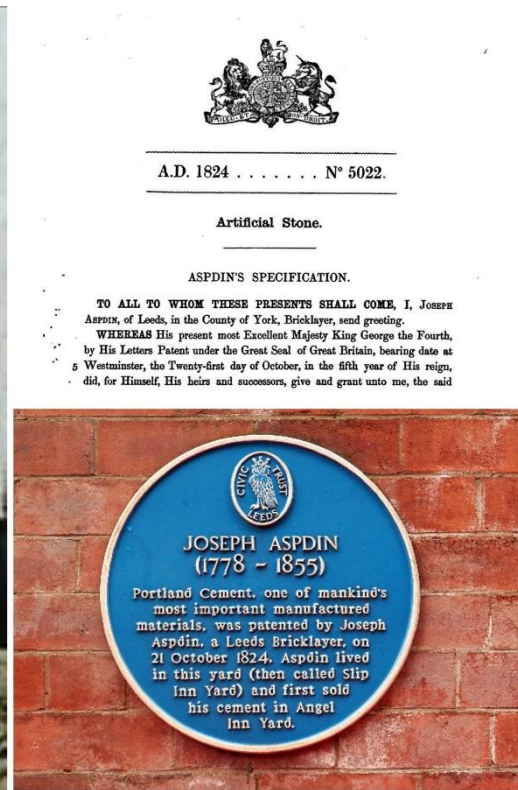 A.D. 1824 . . . . . . . N° 5022.
Artificial Stone.
ASPDIN'S SPECIFICATION.
TO ALL TO WHOM THESE PRESENTS SHALL COME, I, JOSEPH
ASPDIN, of Leeds, in the County of York, Bricklayer, send greeting.
WHEREAS His present most Excellent Majesty King George the Fourth,
by His Letters Patent under the Great Seal of Great Britain, bearing date at
5 Westminster, the Twenty-first day of October, in the fifth year of His reign,
did, for Himself, His heirs and successors, give and grant unto me, the said
CIVIC TRUST
LEEDS
JOSEPH ASPDIN
(1778 ~ 1855)
Portland Cement, one of mankind's
most important manufactured
materials, was patented by Joseph
Aspdin, a Leeds Bricklayer, on
21 October 1824. Aspdin lived
in this yard (then called Slip
Inn Yard) and first sold
his cement in Angel
Inn Yard.